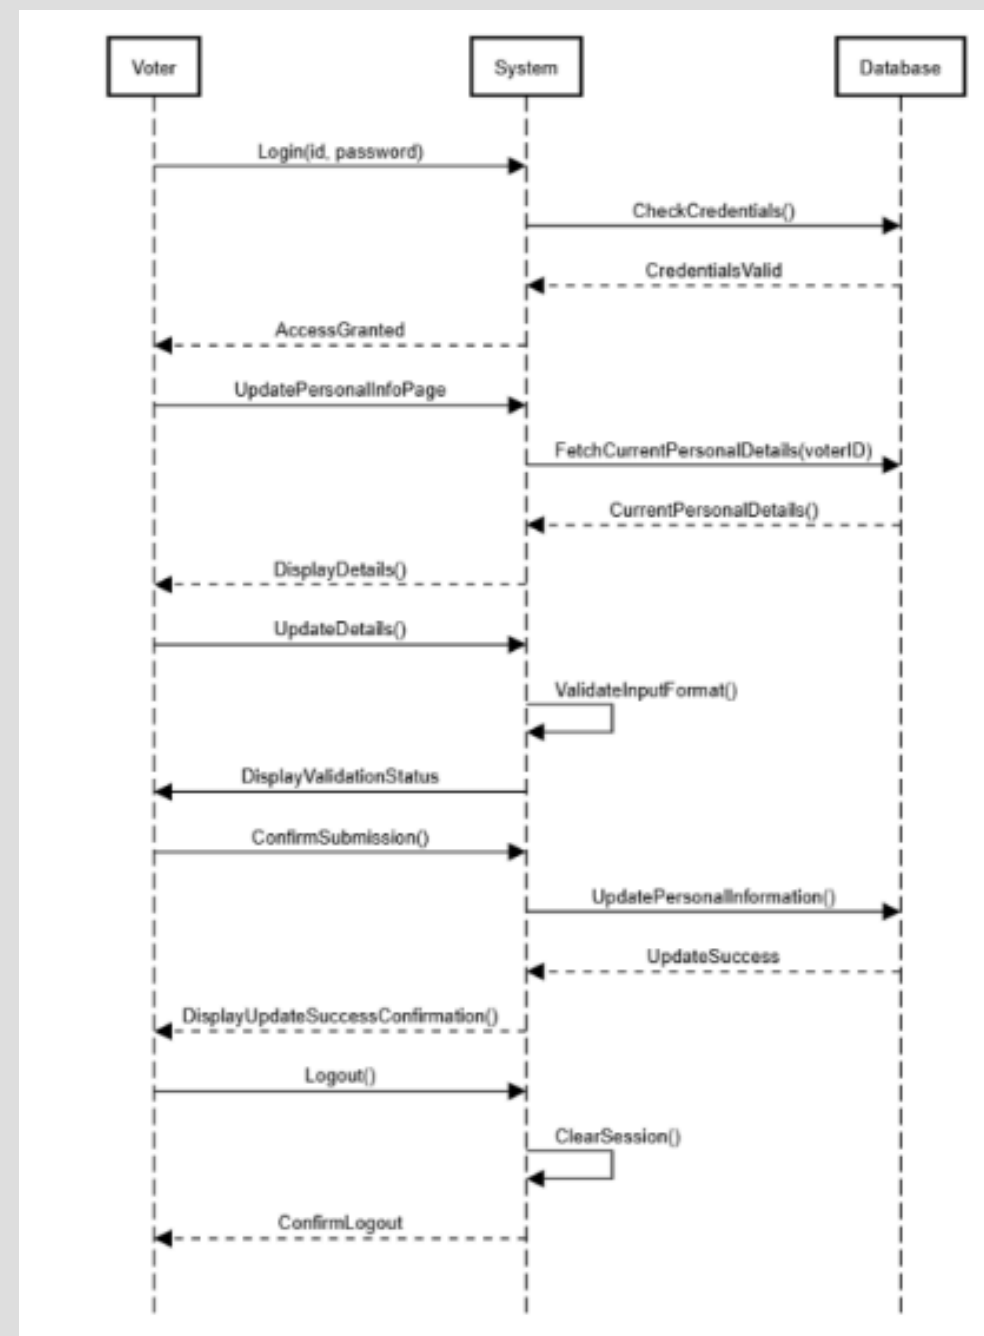 Voter
System
Database
Login(id, password)
CheckCredentials()
CredentialsValid
AccessGranted
UpdatePersonalInfoPage
FetchCurrentPersonalDetails(voterID)
CurrentPersonalDetails()
DisplayDetails()
UpdateDetails()
ValidateInputFormat()
DisplayValidationStatus
ConfirmSubmission()
UpdatePersonalInformation()
UpdateSuccess
DisplayUpdateSuccessConfirmation()
Logout()
ClearSession()
ConfirmLogout